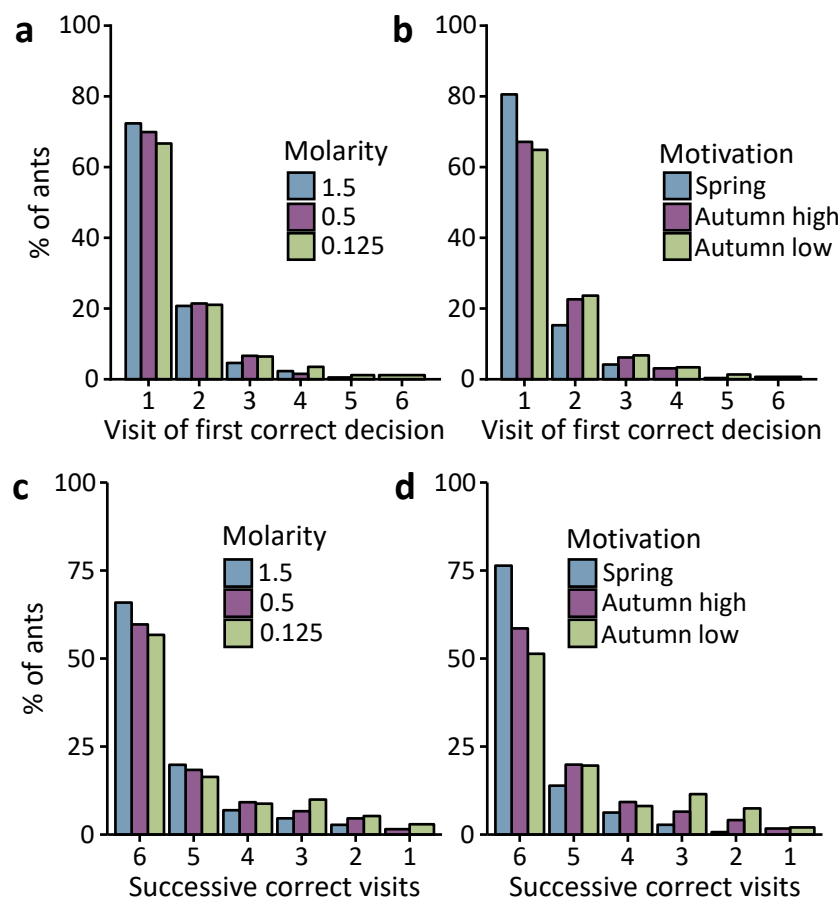 a
100
80
60
40
20
0
% of ants
Molarity
1.5
0.5
0.125
1 2 3 4 5 6
Visit of first correct decision
b
100
80
60
40
20
0
Motivation
Spring
Autumn high
Autumn low
1 2 3 4 5 6
Visit of first correct decision
c
100
75
50
25
0
% of ants
Molarity
1.5
0.5
0.125
6 5 4 3 2 1
Successive correct visits
d
100
75
50
25
0
Motivation
Spring
Autumn high
Autumn low
6 5 4 3 2 1
Successive correct visits